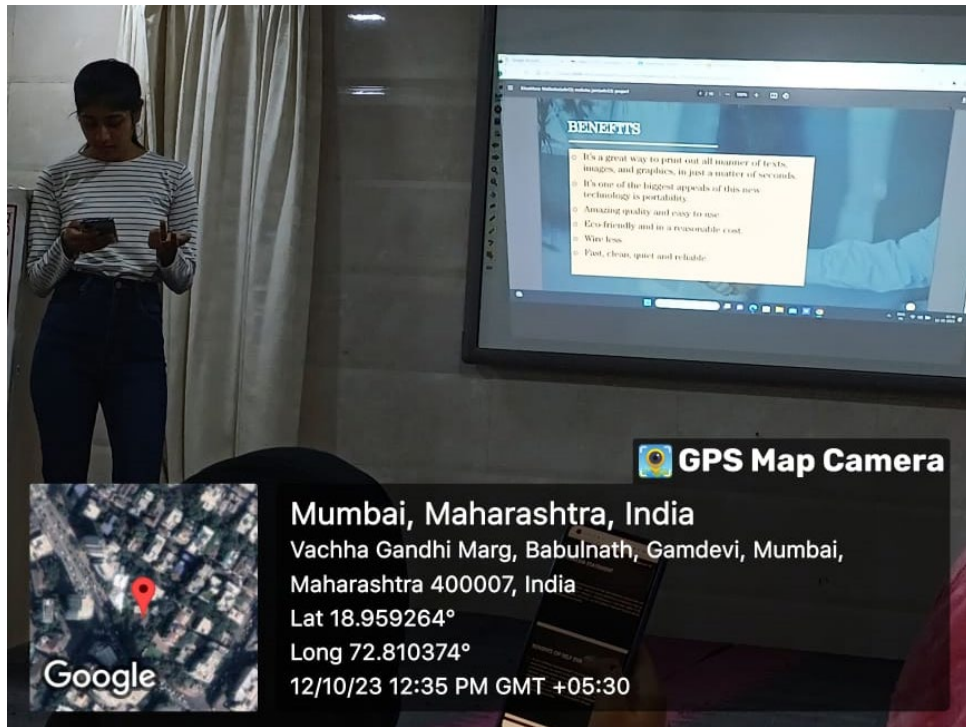 BENEFITS
It's a great way to print out all manner of texts,
images, and graphics, in just a matter of seconds.
It's one of the biggest appeals of this new
technology is portability.
Amazing quality and easy to use.
Eco-friendly and in a reasonable cost.
Wire less.
Fast, clean, quiet and reliable.
GPS Map Camera
Mumbai, Maharashtra, India
Vachha Gandhi Marg, Babulnath, Gamdevi, Mumbai,
Maharashtra 400007, India
Lat 18.959264°
Long 72.810374°
12/10/23 12:35 PM GMT +05:30
Google